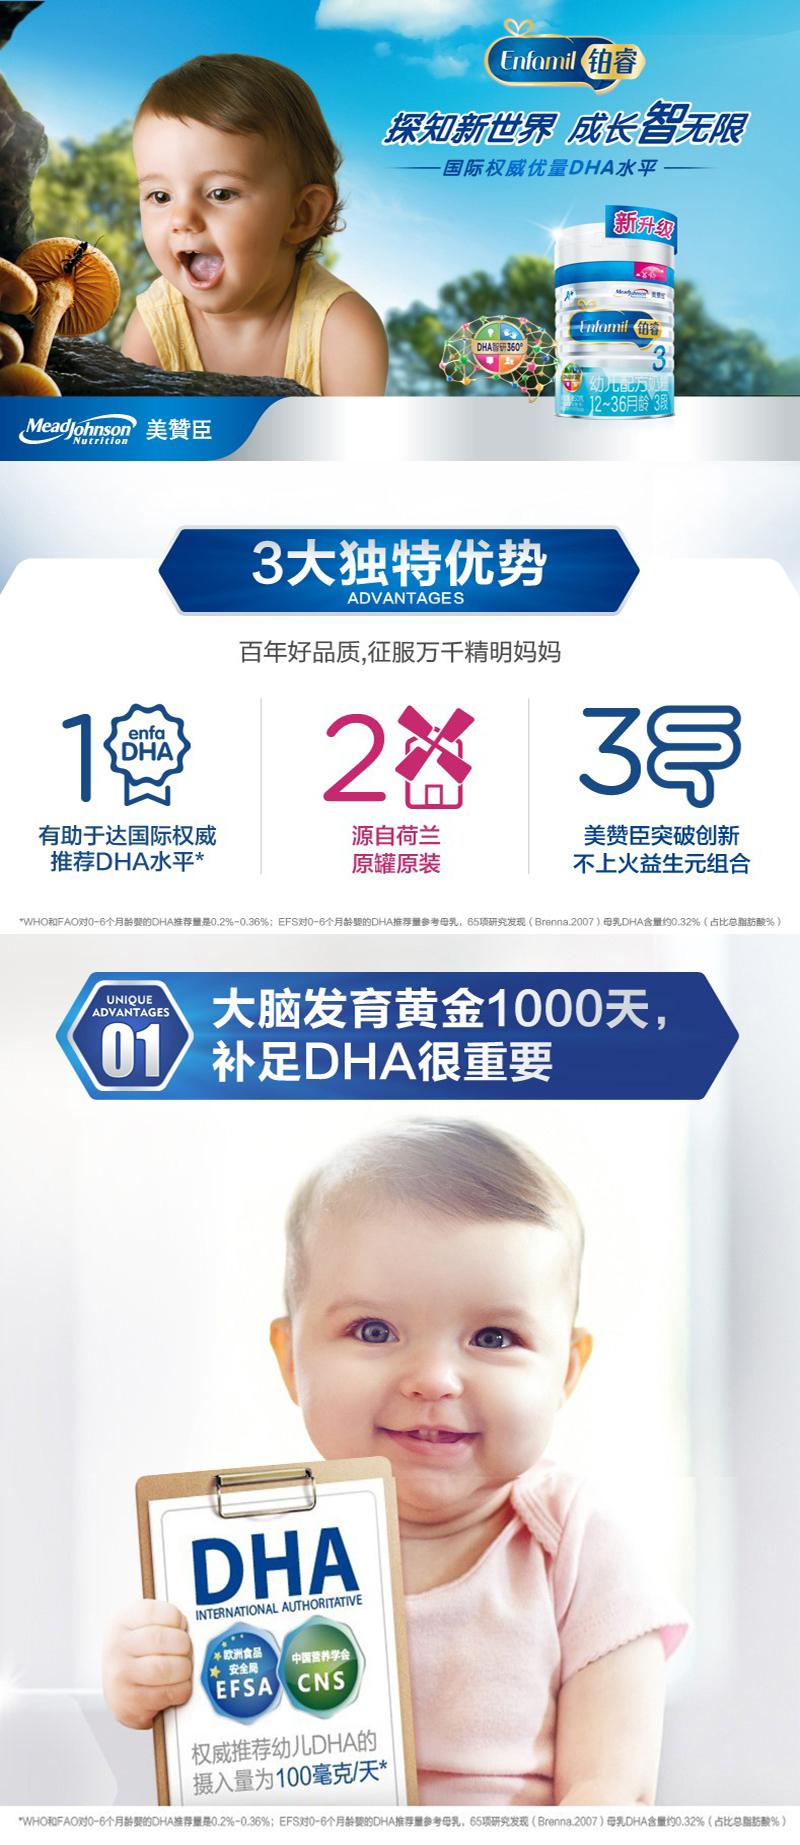 Enfamil 铂睿
探知新世界 成长智无限
国际权威优量DHA水平
新升级
A+
MeadJohnson 美赞臣
Enfamil 铂睿
3
DHA智研360°
幼儿配方奶粉
12~36月龄 3段
MeadJohnson
Nutrition
美赞臣
3大独特优势
ADVANTAGES
百年好品质,征服万千精明妈妈
1 enfa DHA
2
3
有助于达国际权威
推荐DHA水平*
源自荷兰
原罐原装
美赞臣突破创新
不上火益生元组合
*WHO和FAO对0-6个月龄婴的DHA推荐量是0.2%-0.36%；EFS对0-6个月龄婴的DHA推荐量参考母乳，65项研究发现（Brenna.2007）母乳DHA含量约0.32%（占比总脂肪酸%）
UNIQUE
ADVANTAGES
01
大脑发育黄金1000天，
补足DHA很重要
DHA
INTERNATIONAL AUTHORITATIVE
欧洲食品
安全局
EFSA
中国营养学会
CNS
权威推荐幼儿DHA的
摄入量为100毫克/天*
*WHO和FAO对0-6个月龄婴的DHA推荐量是0.2%-0.36%；EFS对0-6个月龄婴的DHA推荐量参考母乳，65项研究发现（Brenna.2007）母乳DHA含量约0.32%（占比总脂肪酸%）